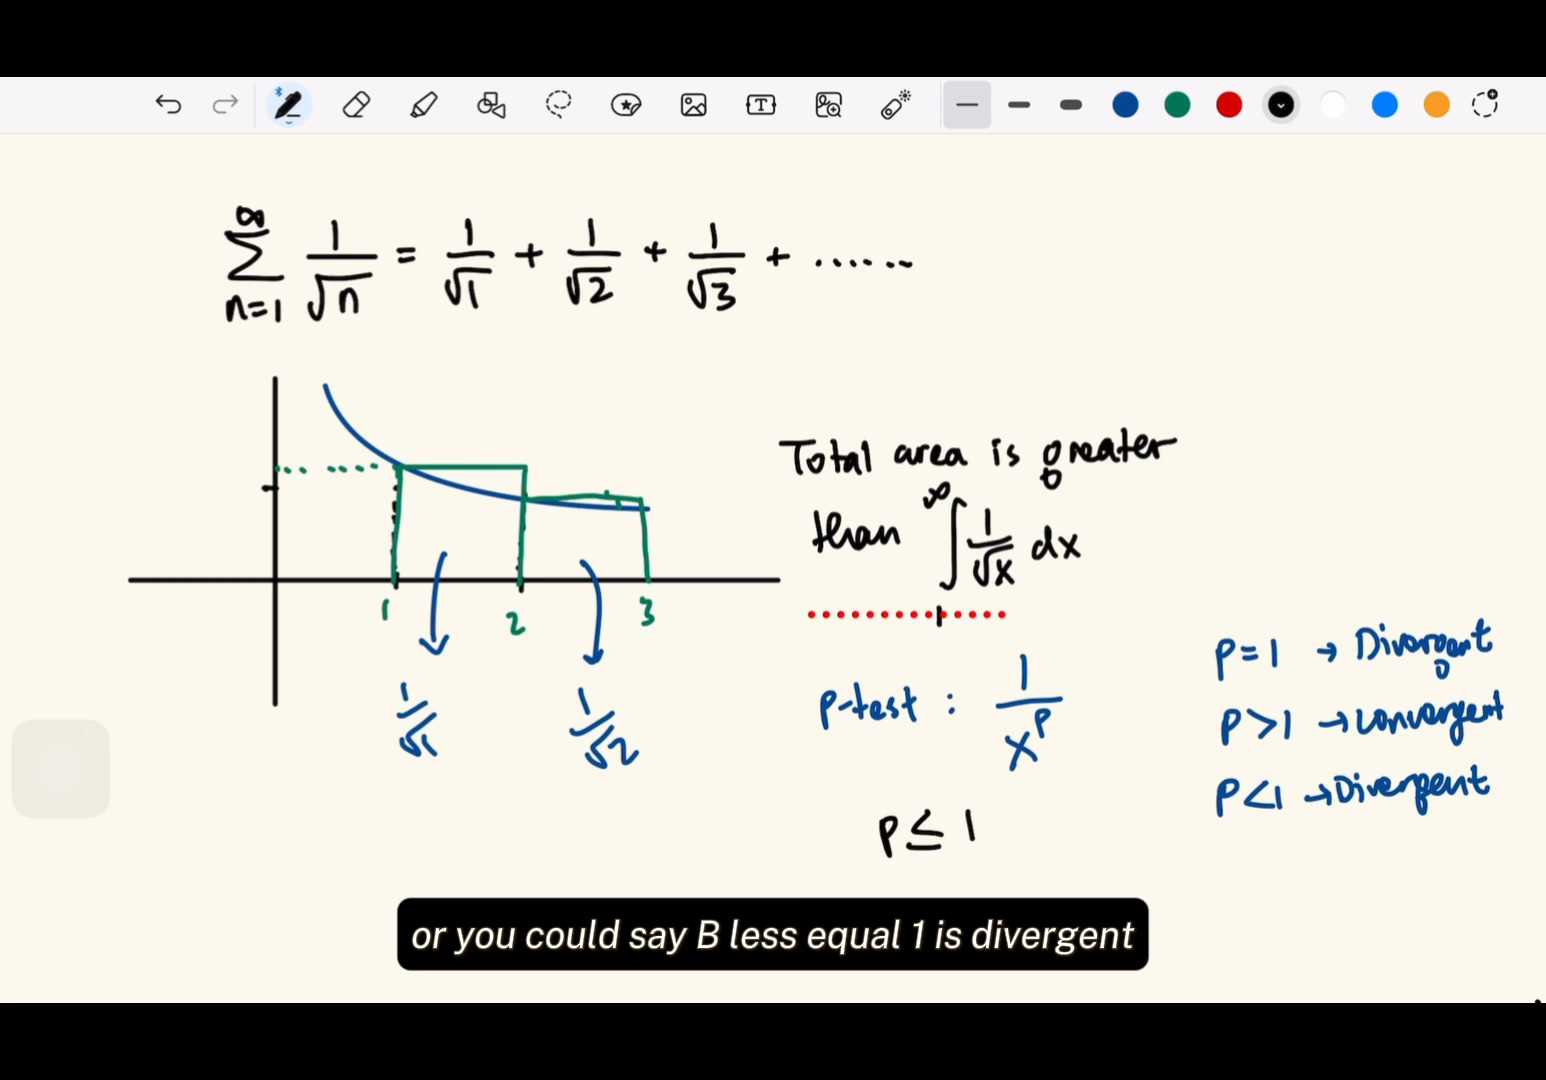 ∞
∑ 1/√n = 1/√1 + 1/√2 + 1/√3 + ......
n=1
Total area is greater
than ∞∫1 1/√x dx
1 2 3
1/√1 1/√2
p-test : 1/x^p
p=1 → Divergent
p>1 → convergent
p<1 → Divergent
p ≤ 1
or you could say B less equal 1 is divergent